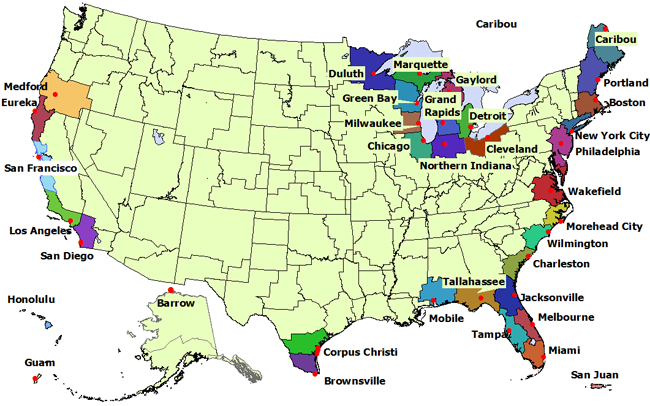 Caribou
Caribou
Duluth
Marquette
Gaylord
Medford
Eureka
Portland
Green Bay
Grand
Rapids
Boston
Milwaukee
Detroit
New York City
Chicago
Cleveland
Philadelphia
San Francisco
Northern Indiana
Wakefield
Los Angeles
Morehead City
Wilmington
San Diego
Charleston
Tallahassee
Honolulu
Barrow
Jacksonville
Mobile
Melbourne
Tampa
Guam
Corpus Christi
Miami
Brownsville
San Juan